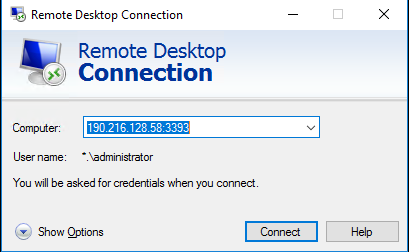 Remote Desktop Connection
Remote Desktop
Connection
Computer: 190.216.128.58:3393
User name: *.\administrator
You will be asked for credentials when you connect.
Show Options Connect Help